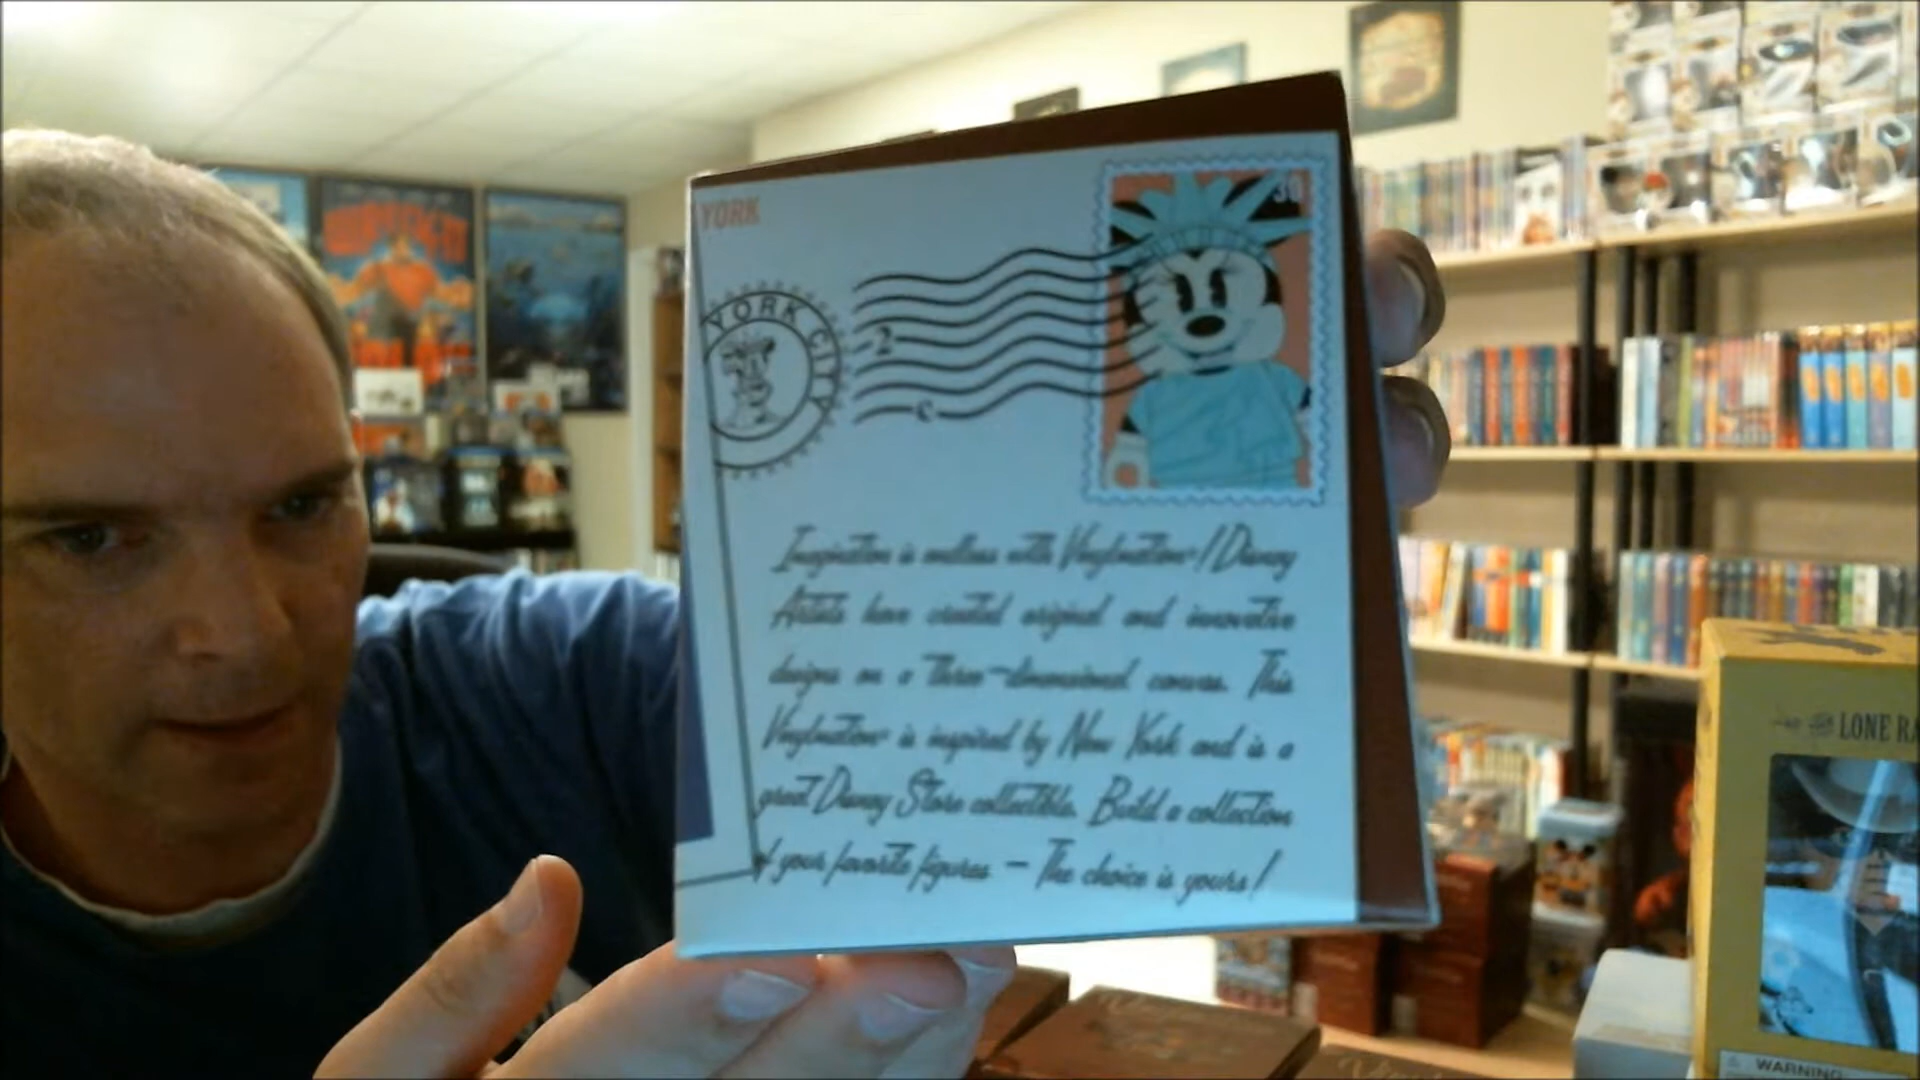 YORK
30
YORK CITY
2
c
Imagination is endless with Vinylmation! Disney
Artists have created original and innovative
designs on a three-dimensional canvas. This
Vinylmation is inspired by New York and is a
great Disney Store collectible. Build a collection
of your favorite figures — The choice is yours!
LONE RA
WARNING